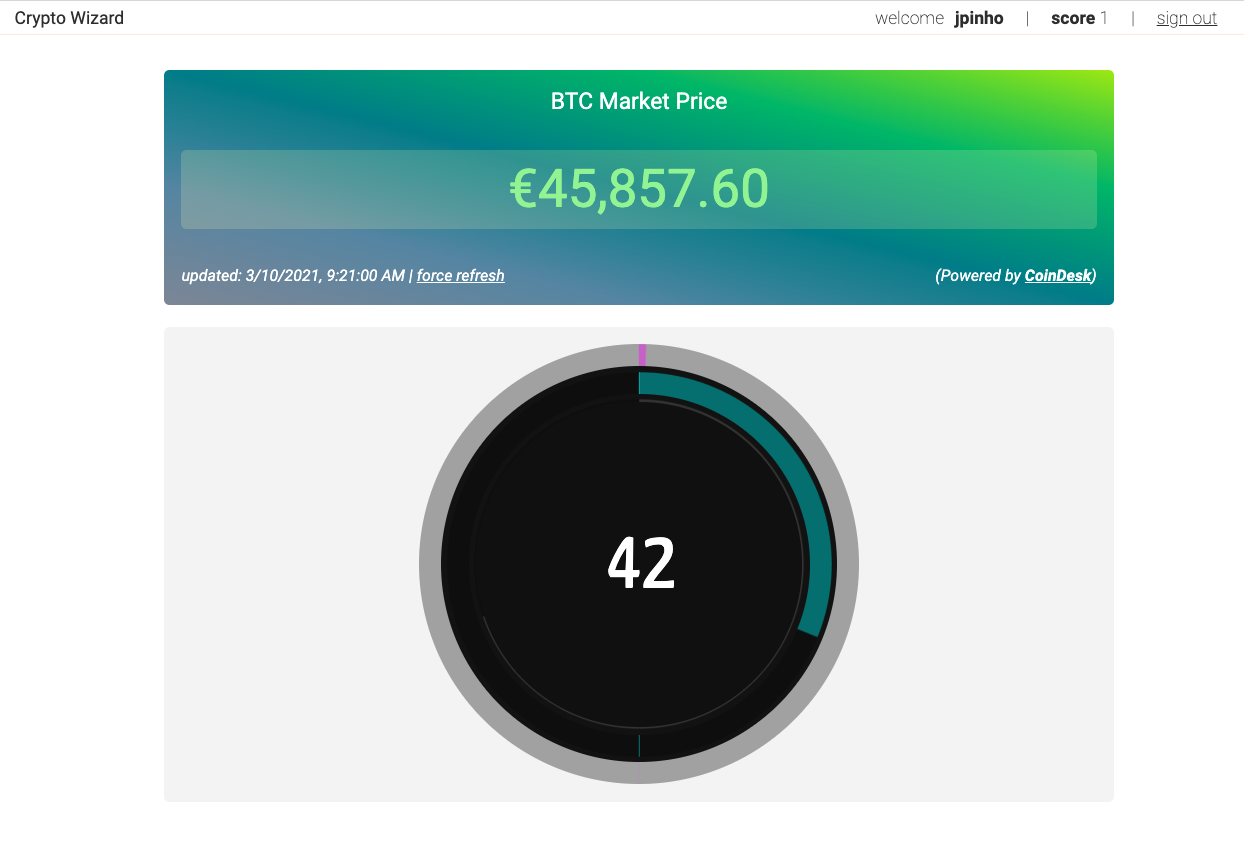 Crypto Wizard welcome jpinho | score 1 | sign out
BTC Market Price
€45,857.60
updated: 3/10/2021, 9:21:00 AM | force refresh (Powered by CoinDesk)
42